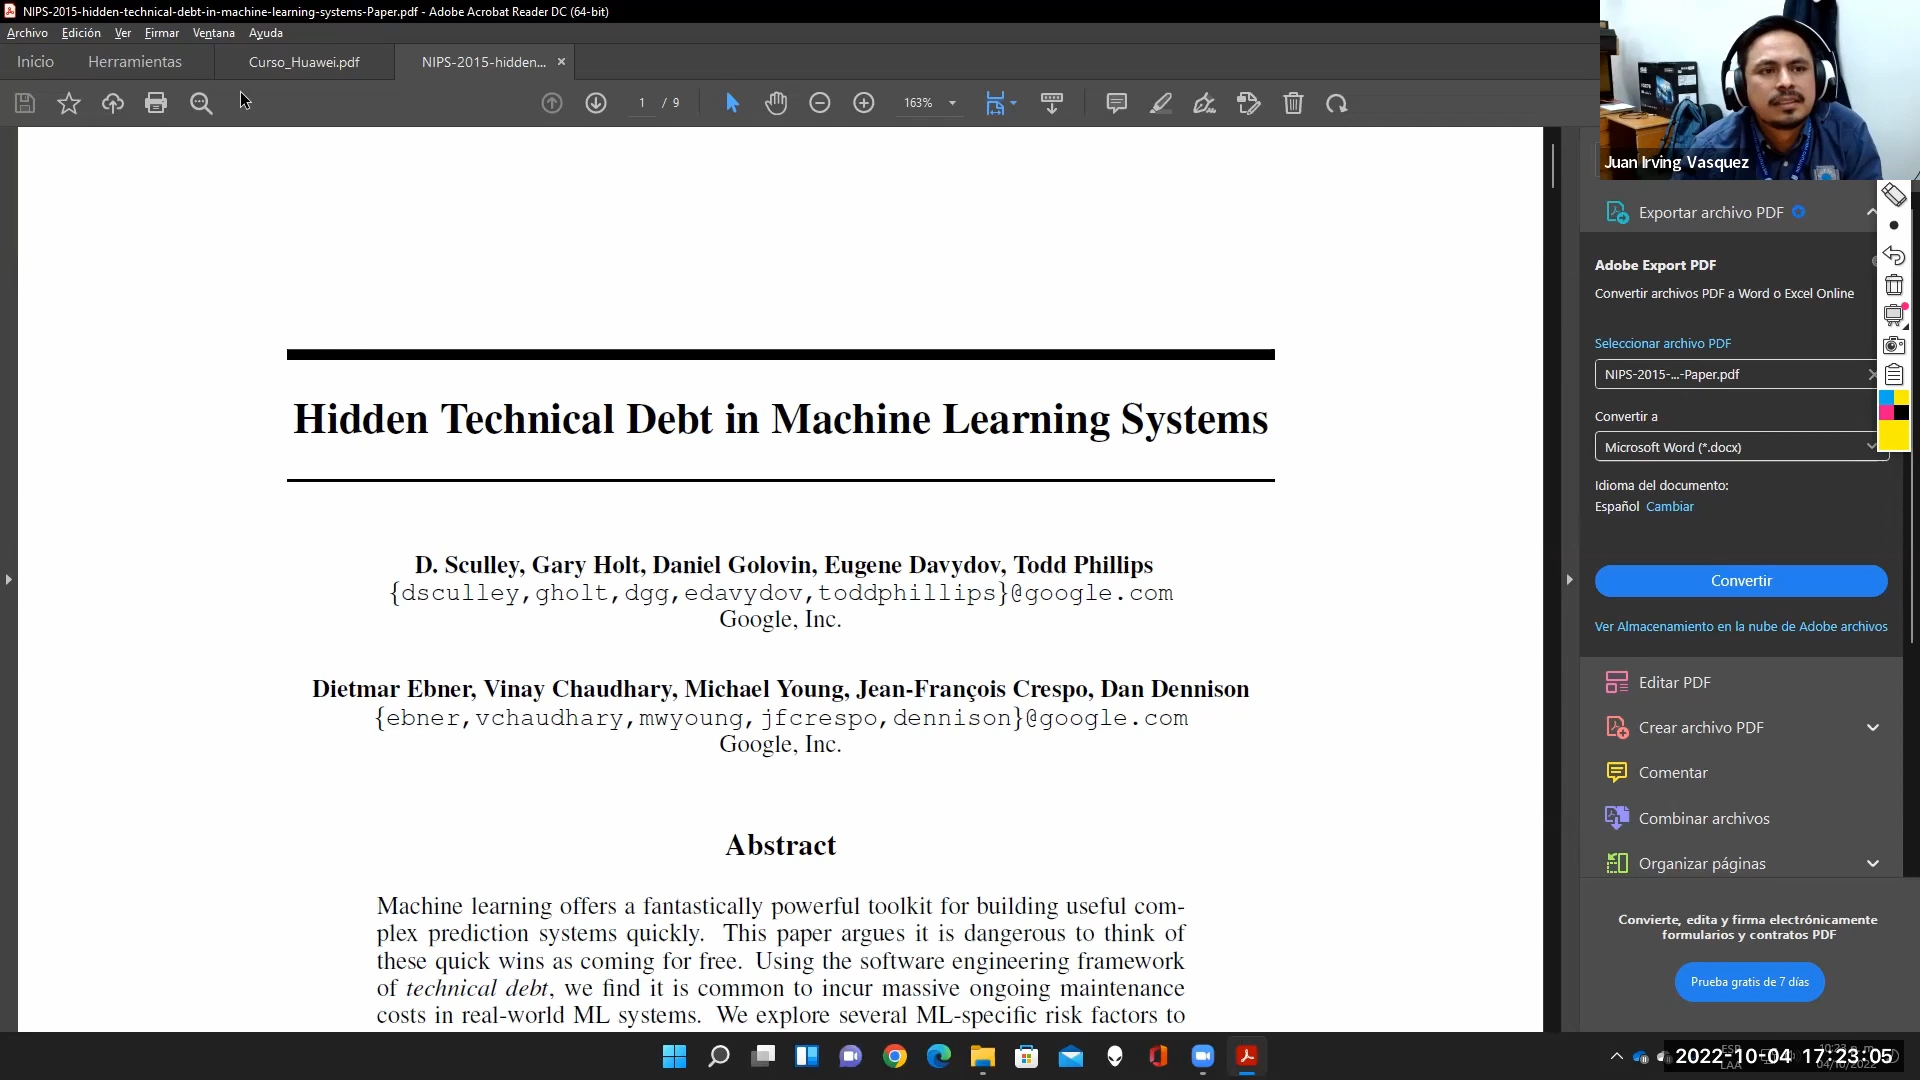 NIPS-2015-hidden-technical-debt-in-machine-learning-systems-Paper.pdf - Adobe Acrobat Reader DC (64-bit)
Archivo Edición Ver Firmar Ventana Ayuda
Inicio Herramientas Curso_Huawei.pdf NIPS-2015-hidden... ×
1 / 9 163%
Juan Irving Vasquez
Hidden Technical Debt in Machine Learning Systems
D. Sculley, Gary Holt, Daniel Golovin, Eugene Davydov, Todd Phillips
{dsculley,gholt,dgg,edavydov,toddphillips}@google.com
Google, Inc.
Dietmar Ebner, Vinay Chaudhary, Michael Young, Jean-François Crespo, Dan Dennison
{ebner,vchaudhary,mwyoung,jfcrespo,dennison}@google.com
Google, Inc.
Abstract
Machine learning offers a fantastically powerful toolkit for building useful com-
plex prediction systems quickly. This paper argues it is dangerous to think of
these quick wins as coming for free. Using the software engineering framework
of technical debt, we find it is common to incur massive ongoing maintenance
costs in real-world ML systems. We explore several ML-specific risk factors to
Exportar archivo PDF
Adobe Export PDF
Convertir archivos PDF a Word o Excel Online
Seleccionar archivo PDF
NIPS-2015-...-Paper.pdf
Convertir a
Microsoft Word (*.docx)
Idioma del documento:
Español Cambiar
Convertir
Ver Almacenamiento en la nube de Adobe archivos
Editar PDF
Crear archivo PDF
Comentar
Combinar archivos
Organizar páginas
Convierte, edita y firma electrónicamente
formularios y contratos PDF
Prueba gratis de 7 días
2022-10-04 17:23:05